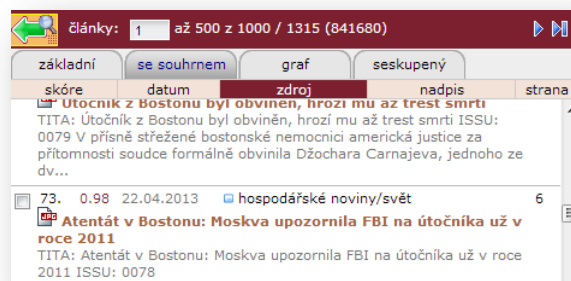 články: 1 až 500 z 1000 / 1315 (841680)
základní se souhrnem graf seskupený
skóre datum zdroj nadpis strana
Útočník z Bostonu byl obviněn, hrozí mu až trest smrti
TITA: Útočník z Bostonu byl obviněn, hrozí mu až trest smrti ISSU:
0079 V přísně střežené bostonské nemocnici americká justice za
přítomnosti soudce formálně obvinila Džochara Carnajeva, jednoho ze
dv...
73. 0.98 22.04.2013 hospodářské noviny/svět 6
Atentát v Bostonu: Moskva upozornila FBI na útočníka už v
roce 2011
TITA: Atentát v Bostonu: Moskva upozornila FBI na útočníka už v roce
2011 ISSU: 0078